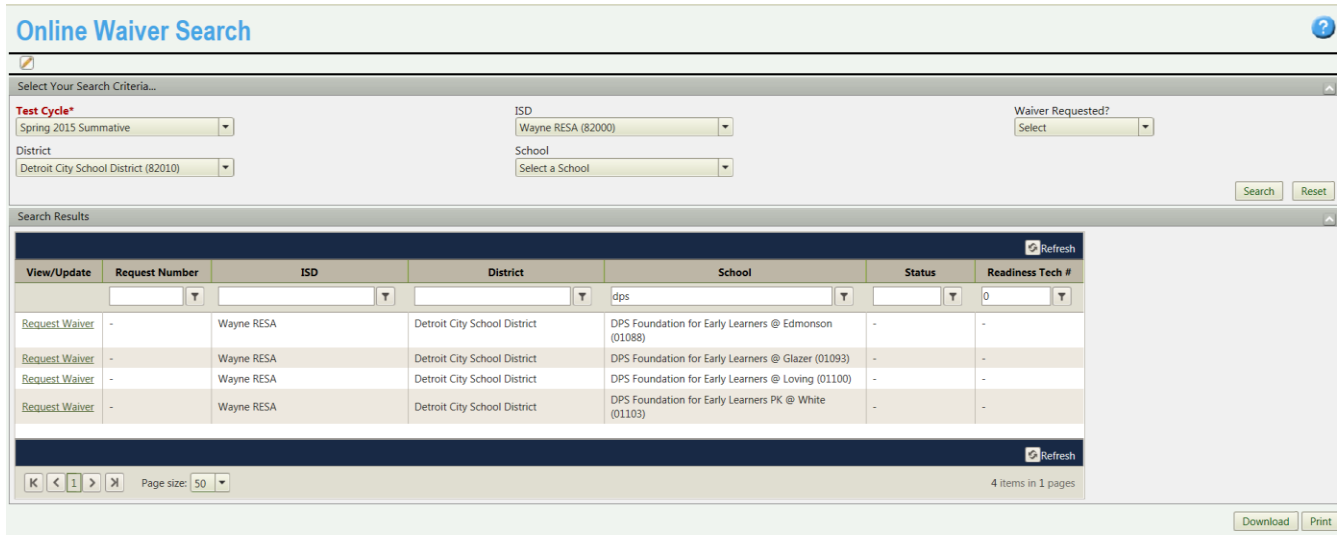 Online Waiver Search
?
Select Your Search Criteria...
Test Cycle* ISD Waiver Requested?
Spring 2015 Summative Wayne RESA (82000) Select
District School
Detroit City School District (82010) Select a School
Search Reset
Search Results
Refresh
View/Update Request Number ISD District School Status Readiness Tech #
dps 0
Request Waiver - Wayne RESA Detroit City School District DPS Foundation for Early Learners @ Edmonson - -
(01088)
Request Waiver - Wayne RESA Detroit City School District DPS Foundation for Early Learners @ Glazer (01093) - -
Request Waiver - Wayne RESA Detroit City School District DPS Foundation for Early Learners @ Loving (01100) - -
Request Waiver - Wayne RESA Detroit City School District DPS Foundation for Early Learners PK @ White - -
(01103)
Refresh
1 Page size: 50 4 items in 1 pages
Download Print